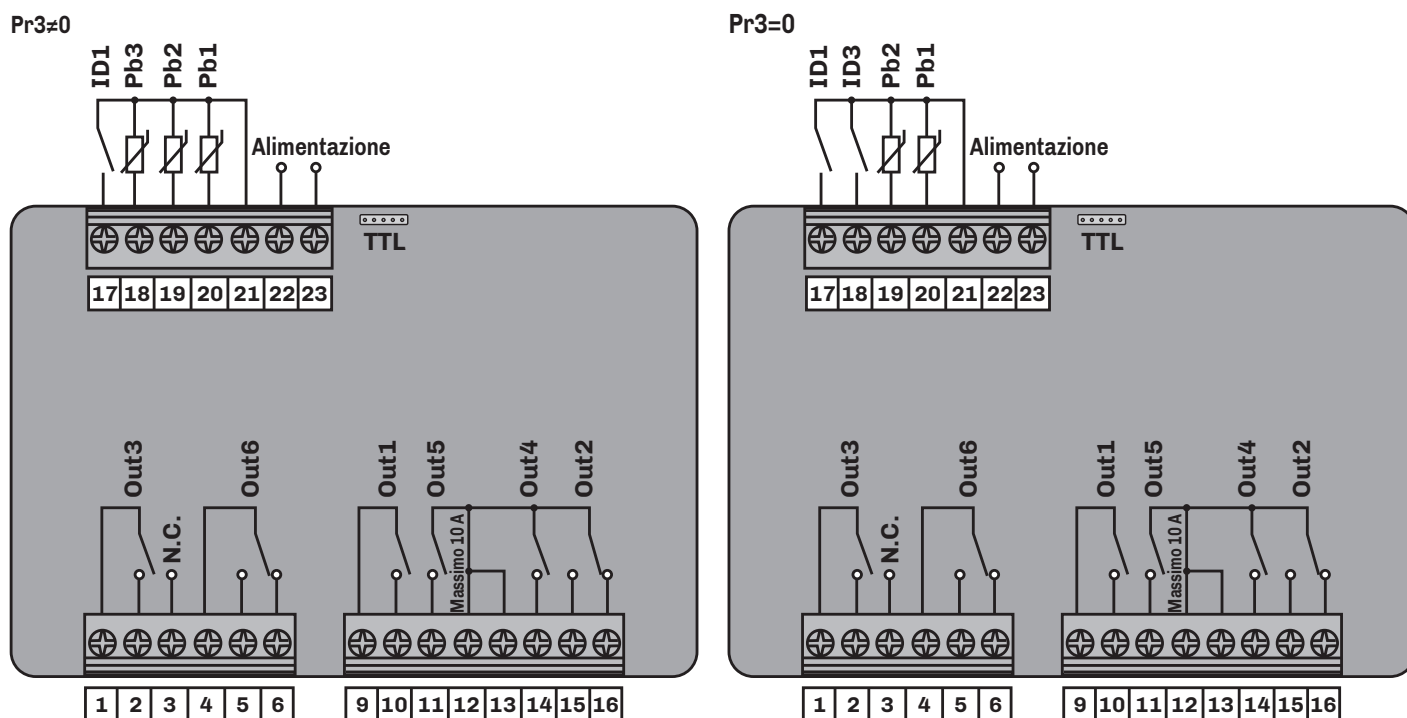 Pr3≠0
ID1
Pb3
Pb2
Pb1
Alimentazione
TTL
17 18 19 20 21 22 23
Out3
N.C.
Out6
Out1
Out5
Massimo 10 A
Out4
Out2
1 2 3 4 5 6
9 10 11 12 13 14 15 16
Pr3=0
ID1
ID3
Pb2
Pb1
Alimentazione
TTL
17 18 19 20 21 22 23
Out3
N.C.
Out6
Out1
Out5
Massimo 10 A
Out4
Out2
1 2 3 4 5 6
9 10 11 12 13 14 15 16